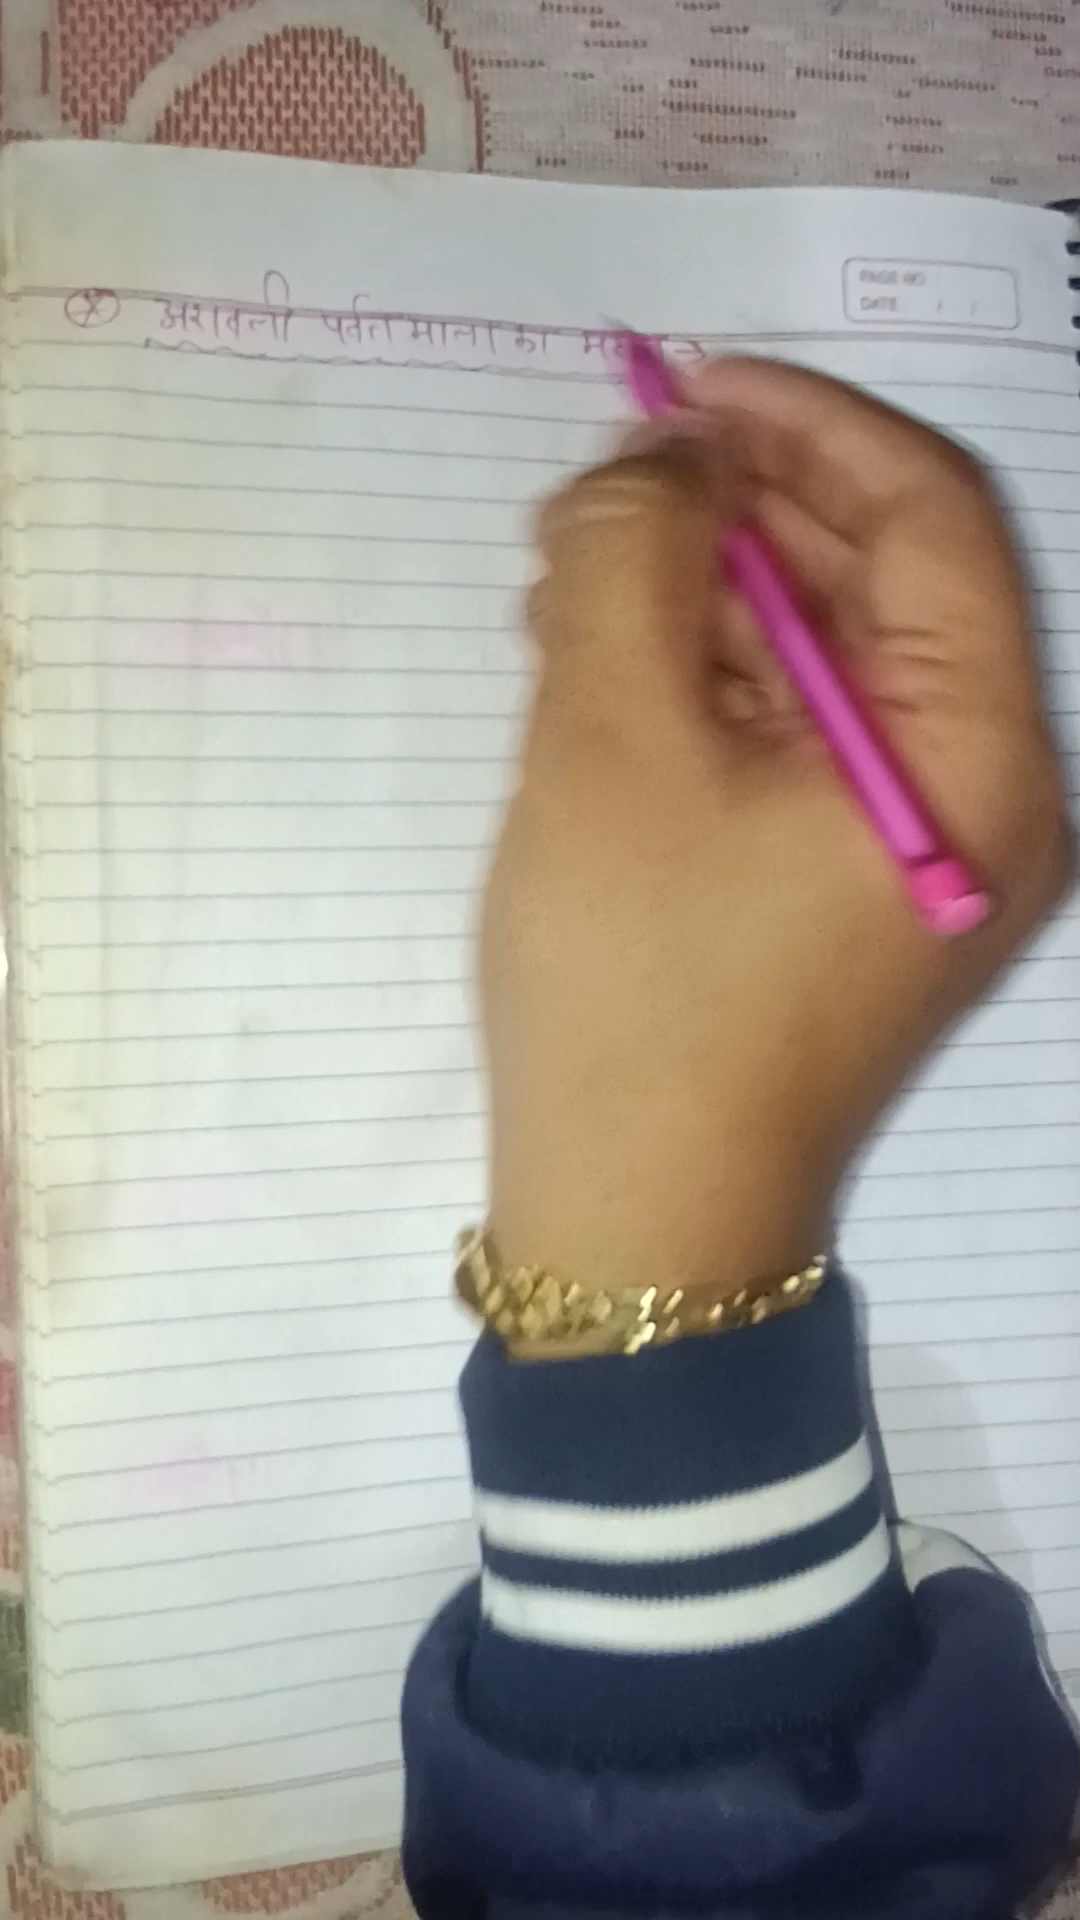 PAGE NO
DATE / /
अरावली पर्वतमाला का